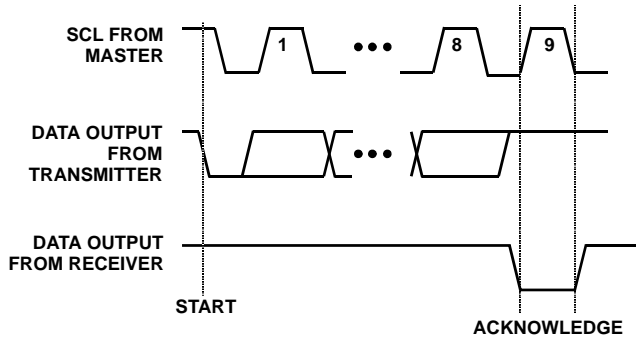 SCL FROM
MASTER
1
8
9
DATA OUTPUT
FROM
TRANSMITTER
DATA OUTPUT
FROM RECEIVER
START
ACKNOWLEDGE